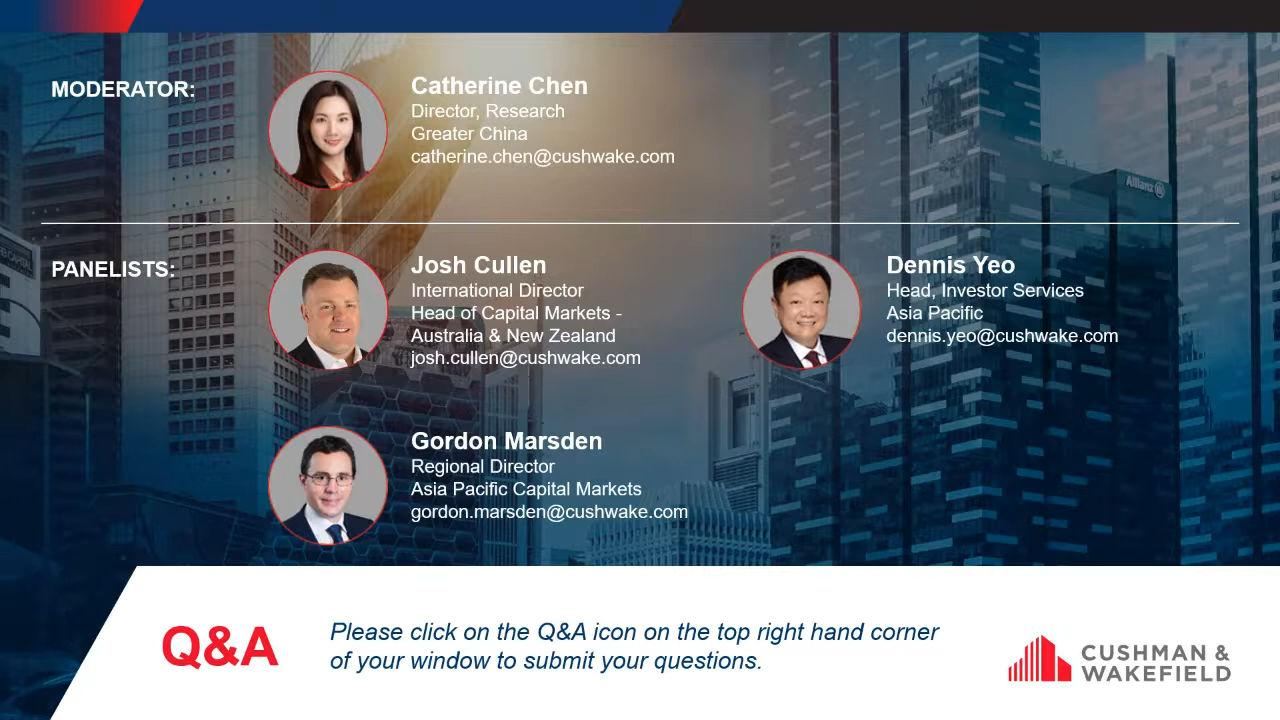 MODERATOR:
Catherine Chen
Director, Research
Greater China
catherine.chen@cushwake.com
Allianz
PANELISTS:
Josh Cullen
International Director
Head of Capital Markets -
Australia & New Zealand
josh.cullen@cushwake.com
Dennis Yeo
Head, Investor Services
Asia Pacific
dennis.yeo@cushwake.com
Gordon Marsden
Regional Director
Asia Pacific Capital Markets
gordon.marsden@cushwake.com
Q&A
Please click on the Q&A icon on the top right hand corner
of your window to submit your questions.
CUSHMAN &
WAKEFIELD